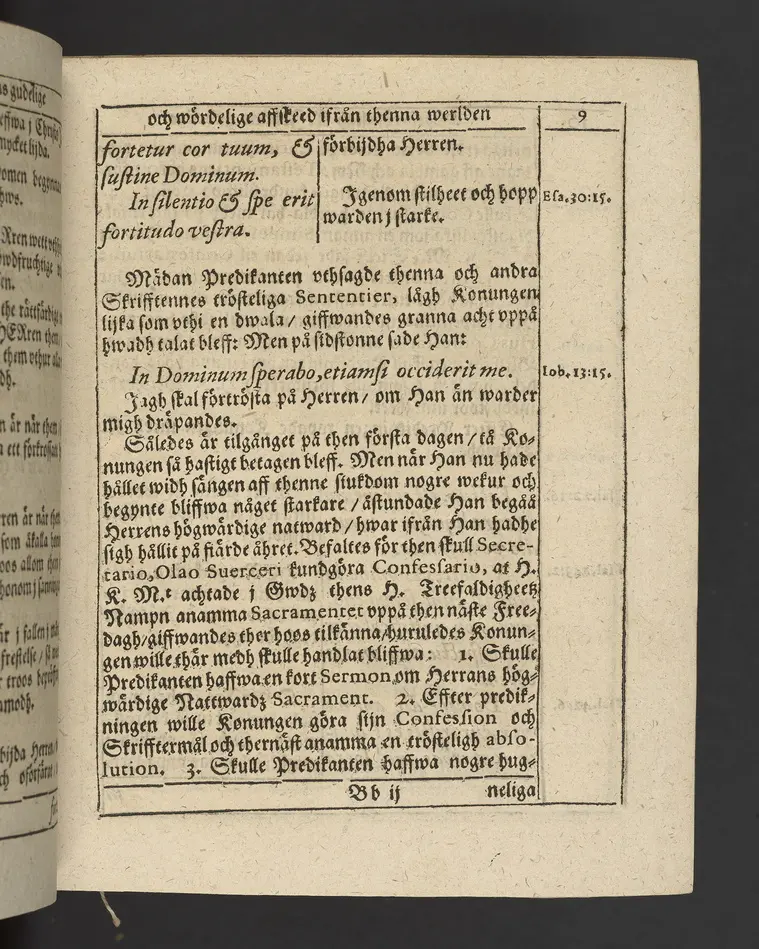 och wördelige affskeed ifrån thenna werlden 9
fortetur cor tuum, &
sustine Dominum.
In silentio & spe erit
fortitudo vestra.
förbijdha Herren.
Jgenom stilheet och hopp
warden j starke.
Esa. 30:15.
Mädan Predikanten vthsagde thenna och andra
Skrifftennes trösteliga Sententier, lågh Konungen
lijka som vthi en dwala / giffwandes granna acht vppå
hwadh talat bleff: Men på sidstonne sade Han:
In Dominum sperabo, etiamsi occiderit me.
Iob. 13:15.
Jagh skal förtrösta på Herren / om Han än warder
migh dräpandes.
Således är tilgånget på then första dagen / tå Ko-
nungen så hastigt betagen bleff. Men när Han nu hade
hållet widh sängen aff thenne siukdom nogre wekur och
begynte bliffwa något starkare / åstundade Han begåå
Herrens högwärdige natward / hwar ifrån Han hadhe
sigh hållit på fiärde åhret. Befaltes för then skull Secre-
tario, Olao Suerceri kundgöra Confessario, at H.
K. M.t achtade j Gwdz thens H. Treefaldigheetz
Nampn anamma Sacramentet vppå then näste Free-
dagh / giffwandes ther hoos tilkänna / huruledes Konun-
gen wille thär medh skulle handlat bliffwa: 1. Skulle
Predikanten haffwa en kort Sermon om Herrans hög-
wärdige Nattwardz Sacrament. 2. Effter predik-
ningen wille Konungen göra sijn Confession och
Skrifftermål och thernäst anamma en trösteligh abso-
lution. 3. Skulle Predikanten haffwa nogre hug-
Bb ij neliga